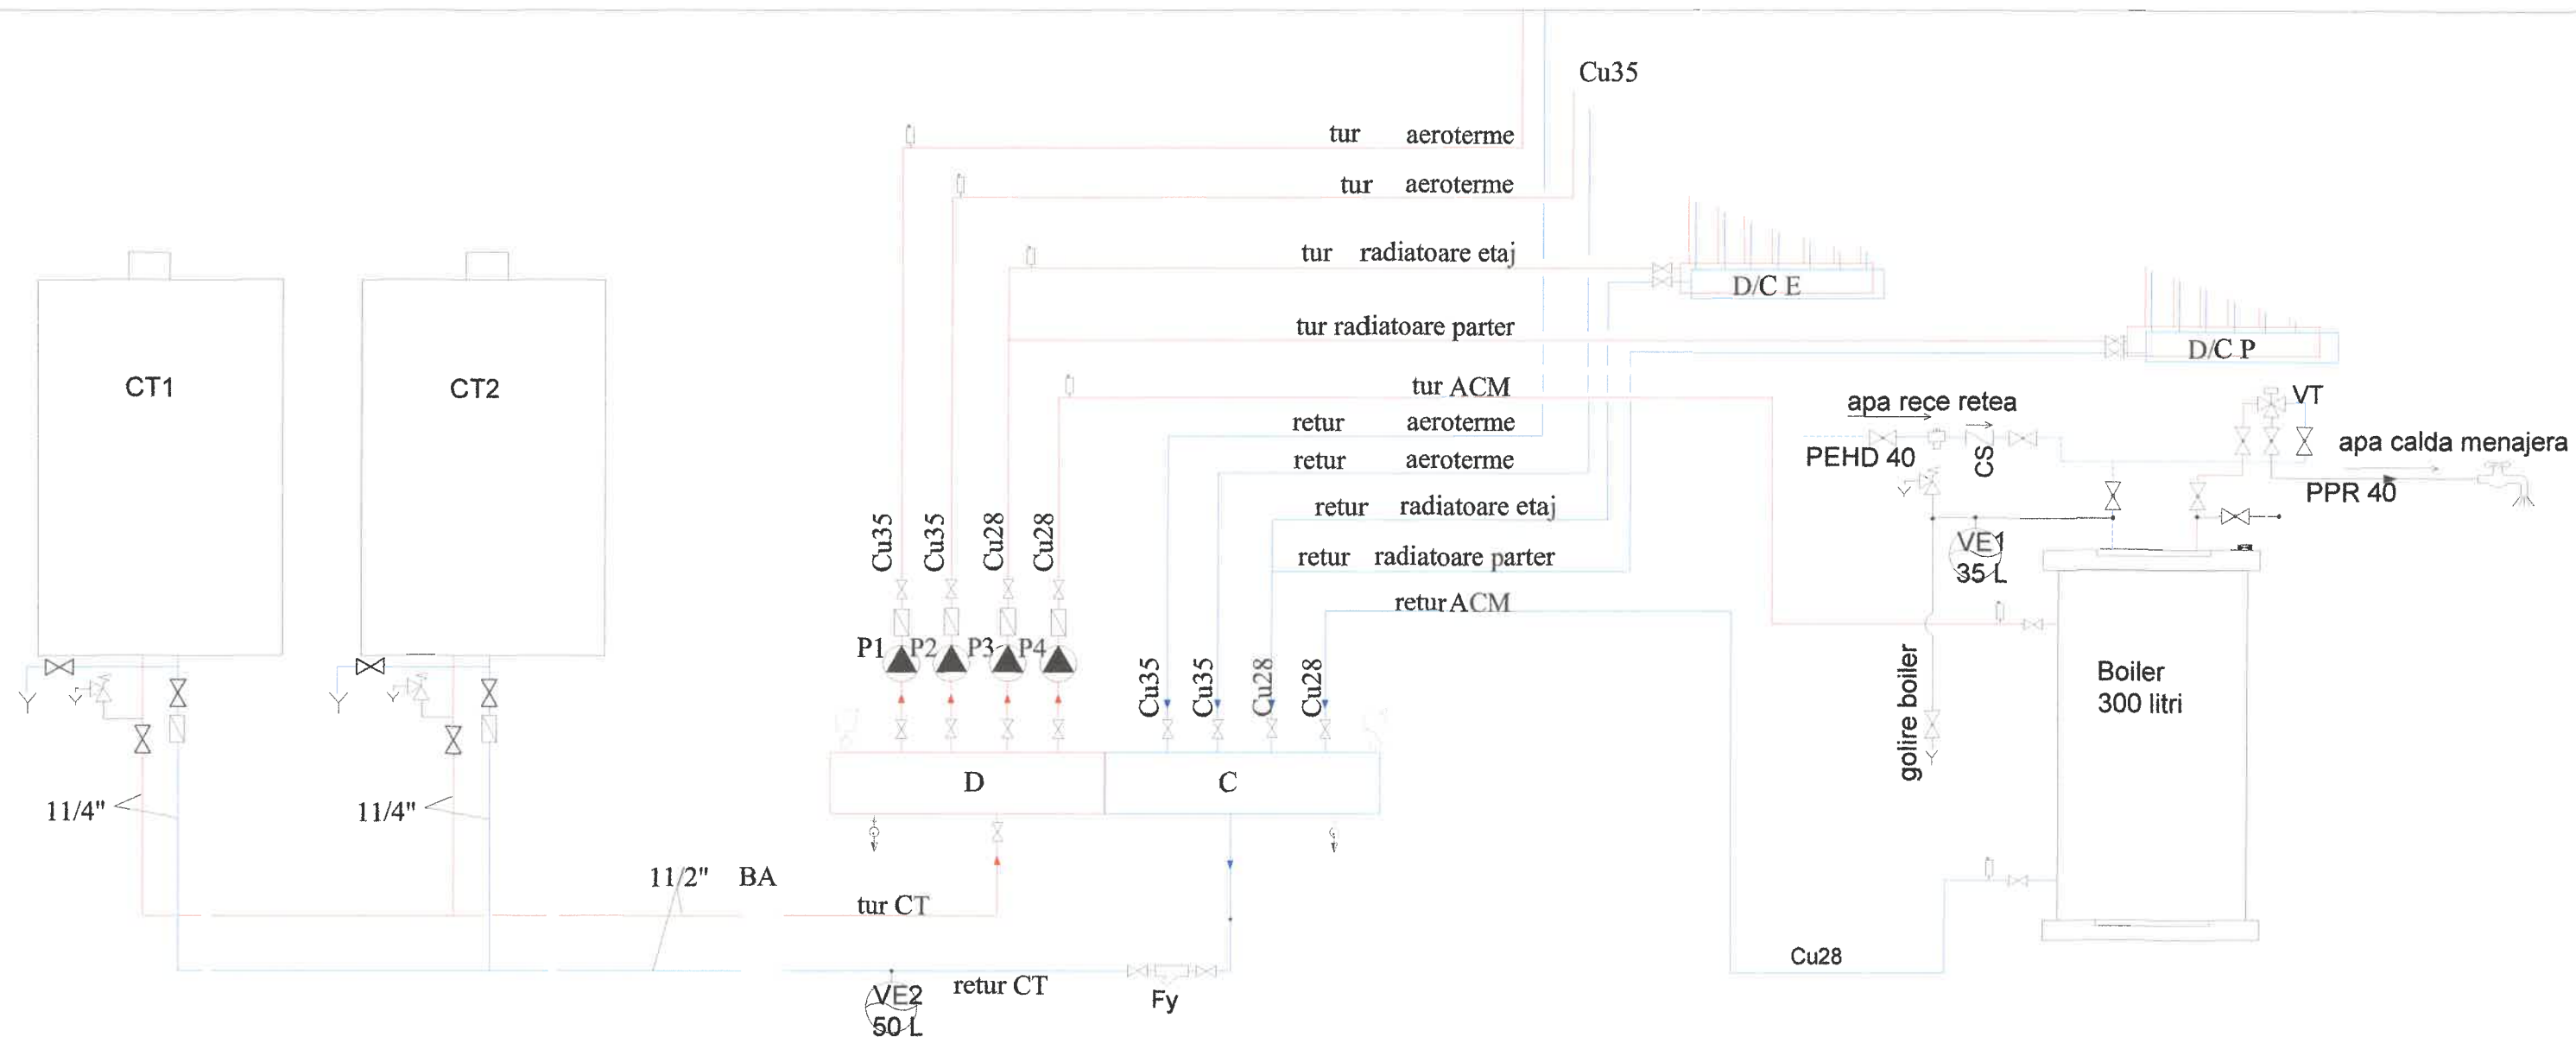 Cu35
tur aeroterme
tur aeroterme
tur radiatoare etaj
D/C E
tur radiatoare parter
D/C P
CT1
CT2
tur ACM
apa rece retea
VT
retur aeroterme
PEHD 40
CS
apa calda menajera
retur aeroterme
PPR 40
retur radiatoare etaj
Cu35
Cu35
Cu28
Cu28
VE1
35 L
retur radiatoare parter
retur ACM
P1
P2
P3
P4
Cu35
Cu35
Cu28
Cu28
golire boiler
Boiler
300 litri
D
C
11/4"
11/4"
11/2" BA
tur CT
Cu28
VE2
50 L
retur CT
Fy